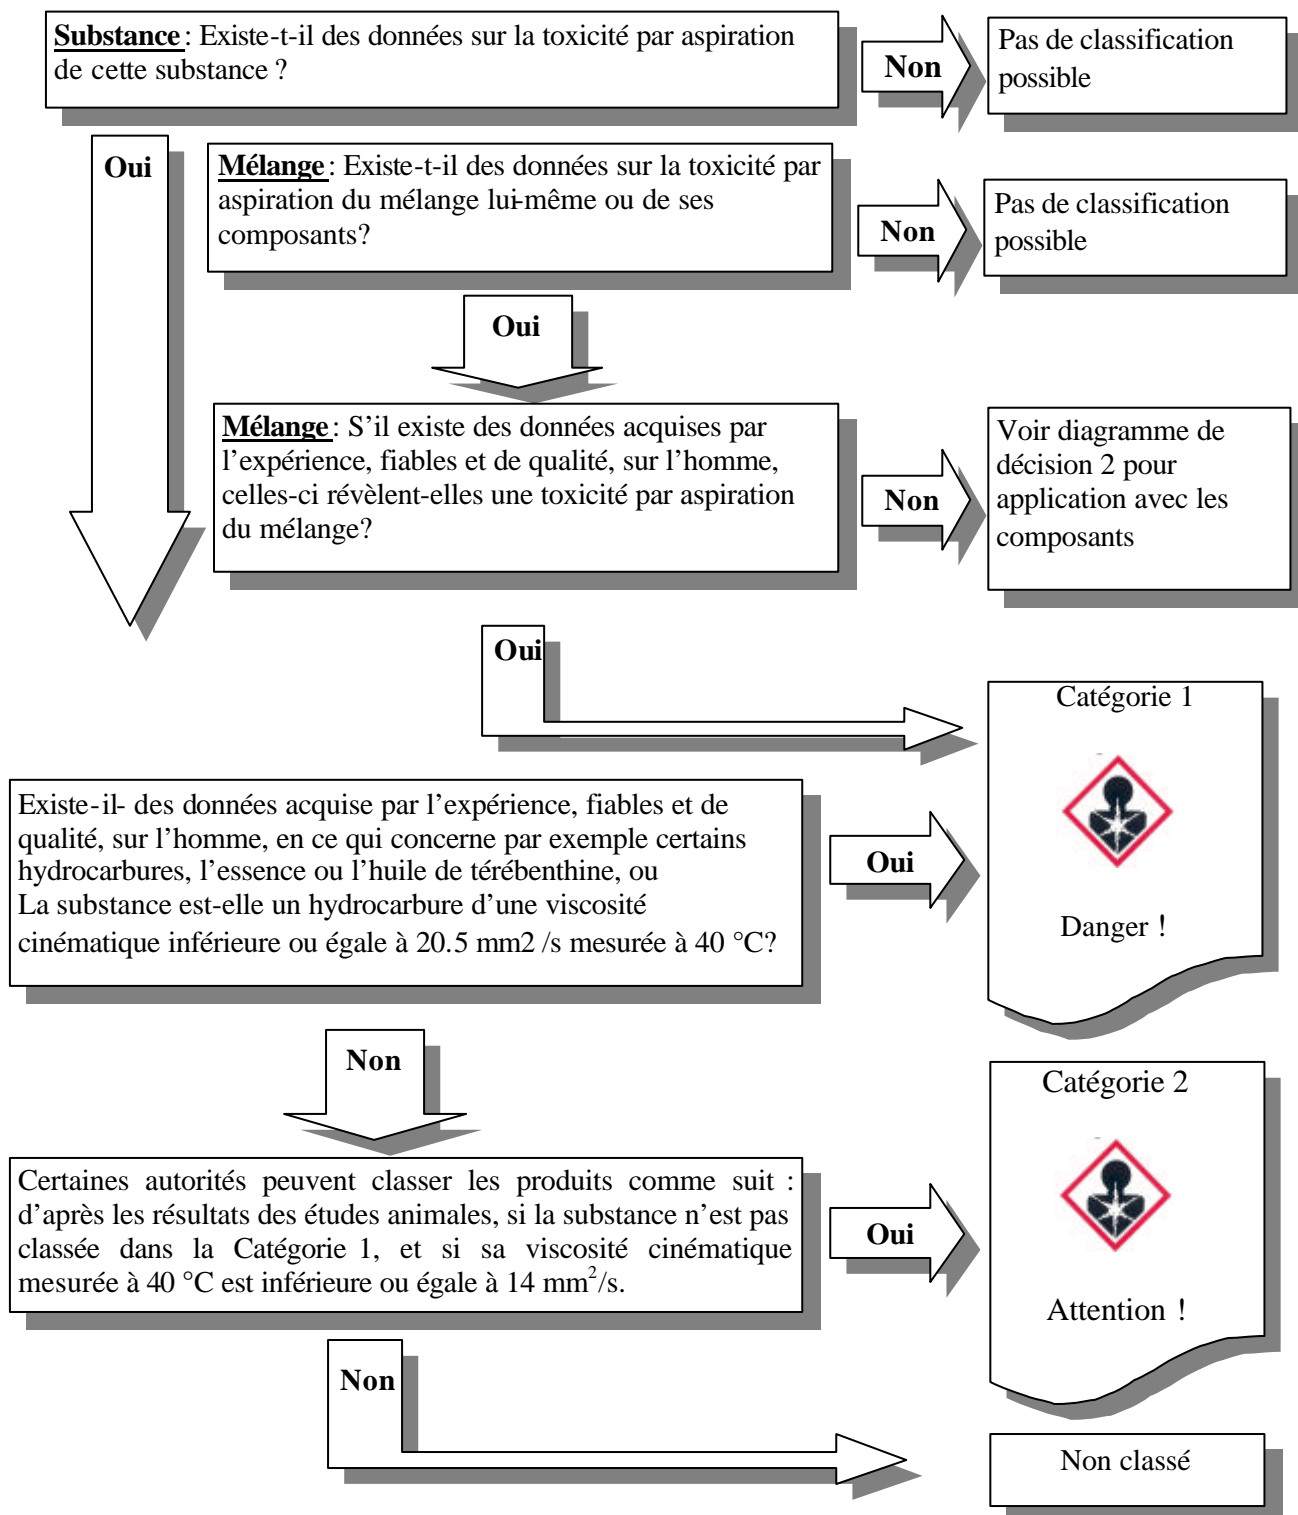 Substance: Existe-t-il des données sur la toxicité par aspiration
de cette substance ?
Non
Pas de classification
possible
Oui
Mélange: Existe-t-il des données sur la toxicité par
aspiration du mélange lui-même ou de ses
composants?
Non
Pas de classification
possible
Oui
Mélange: S’il existe des données acquises par
l’expérience, fiables et de qualité, sur l’homme,
celles-ci révèlent-elles une toxicité par aspiration
du mélange?
Non
Voir diagramme de
décision 2 pour
application avec les
composants
Oui
Catégorie 1
Danger !
Existe-il- des données acquise par l’expérience, fiables et de
qualité, sur l’homme, en ce qui concerne par exemple certains
hydrocarbures, l’essence ou l’huile de térébenthine, ou
La substance est-elle un hydrocarbure d’une viscosité
cinématique inférieure ou égale à 20.5 mm2 /s mesurée à 40 °C?
Oui
Non
Catégorie 2
Attention !
Certaines autorités peuvent classer les produits comme suit :
d’après les résultats des études animales, si la substance n’est pas
classée dans la Catégorie 1, et si sa viscosité cinématique
mesurée à 40 °C est inférieure ou égale à 14 mm²/s.
Oui
Non
Non classé